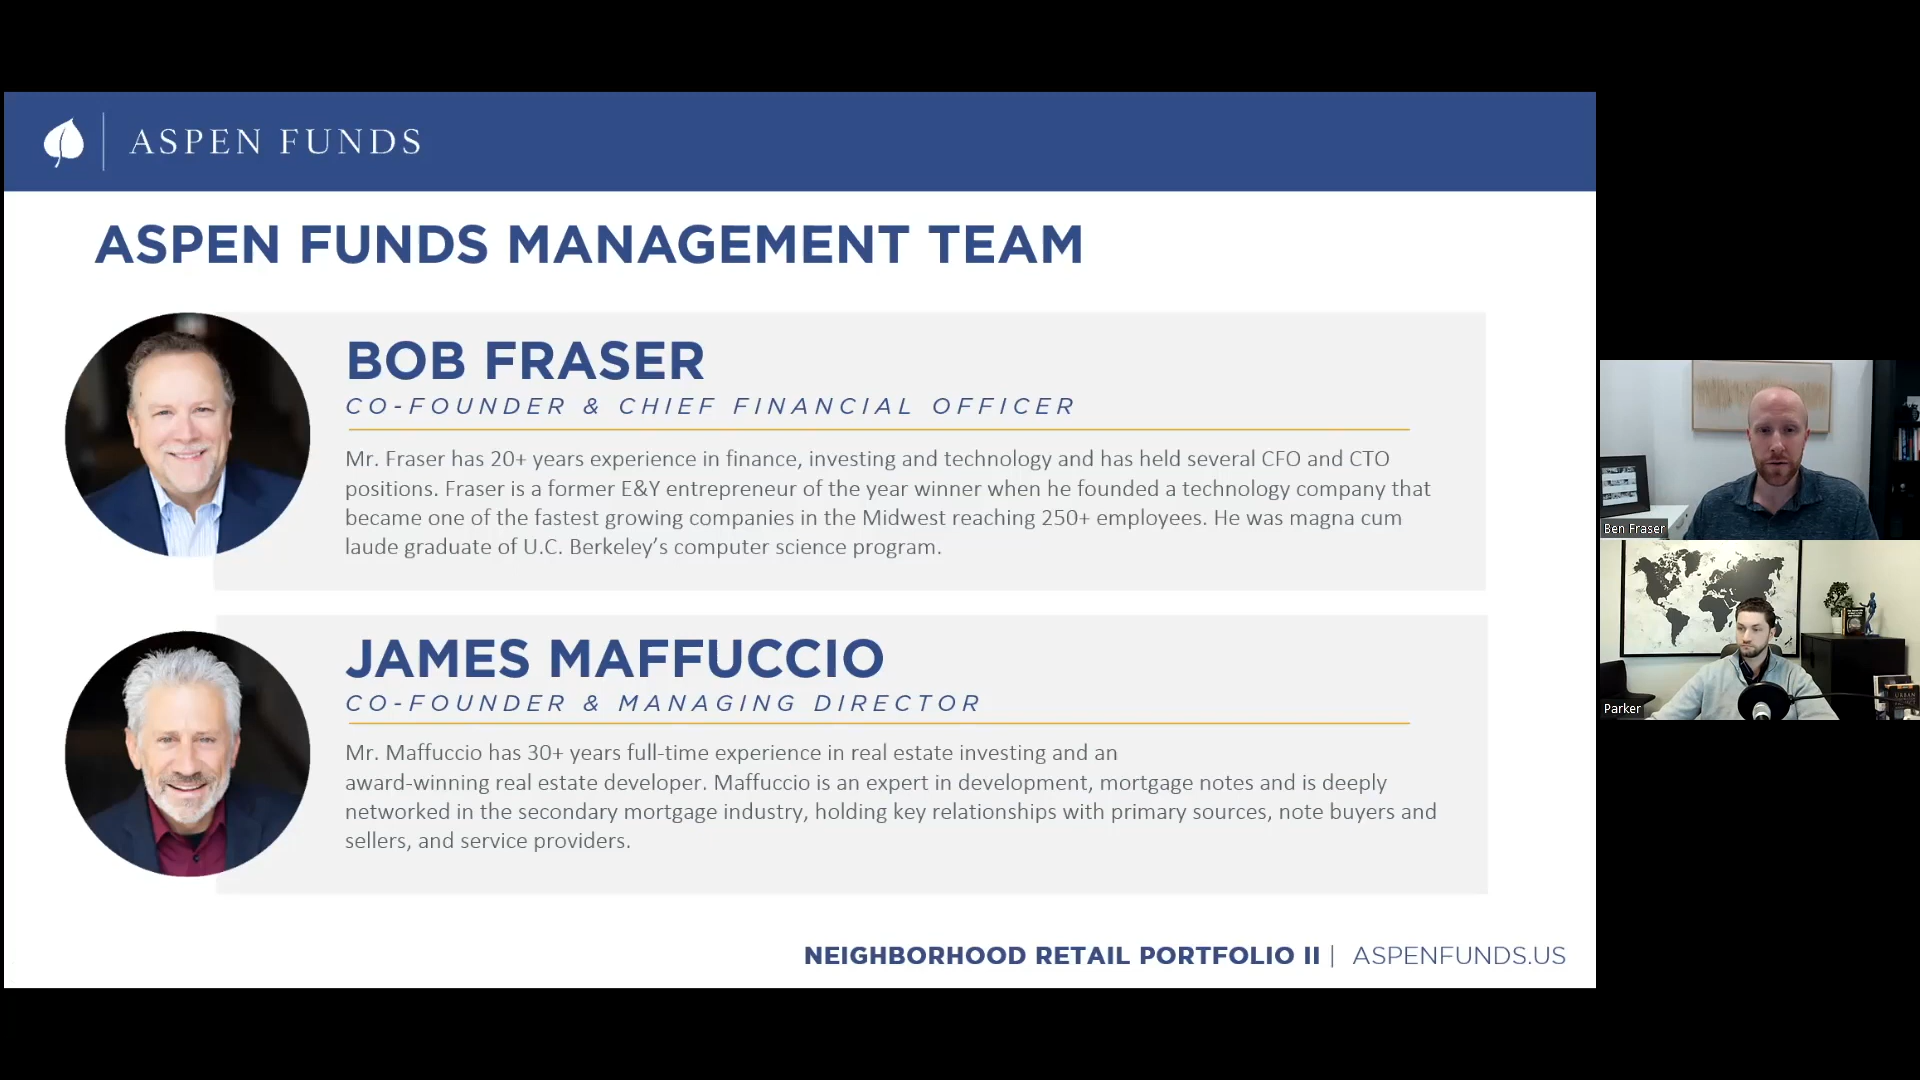 ASPEN FUNDS
ASPEN FUNDS MANAGEMENT TEAM
BOB FRASER
CO-FOUNDER & CHIEF FINANCIAL OFFICER
Mr. Fraser has 20+ years experience in finance, investing and technology and has held several CFO and CTO
positions. Fraser is a former E&Y entrepreneur of the year winner when he founded a technology company that
became one of the fastest growing companies in the Midwest reaching 250+ employees. He was magna cum
laude graduate of U.C. Berkeley’s computer science program.
JAMES MAFFUCCIO
CO-FOUNDER & MANAGING DIRECTOR
Mr. Maffuccio has 30+ years full-time experience in real estate investing and an
award-winning real estate developer. Maffuccio is an expert in development, mortgage notes and is deeply
networked in the secondary mortgage industry, holding key relationships with primary sources, note buyers and
sellers, and service providers.
NEIGHBORHOOD RETAIL PORTFOLIO II | ASPENFUNDS.US
Ben Fraser
Parker